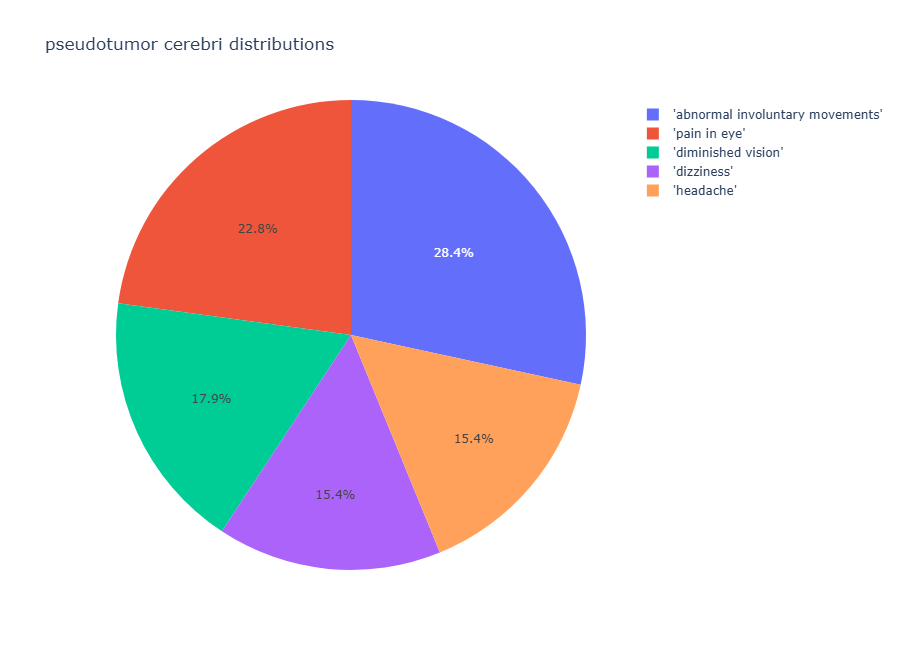 pseudotumor cerebri distributions
'abnormal involuntary movements'
'pain in eye'
'diminished vision'
'dizziness'
'headache'
22.8%
28.4%
17.9%
15.4%
15.4%